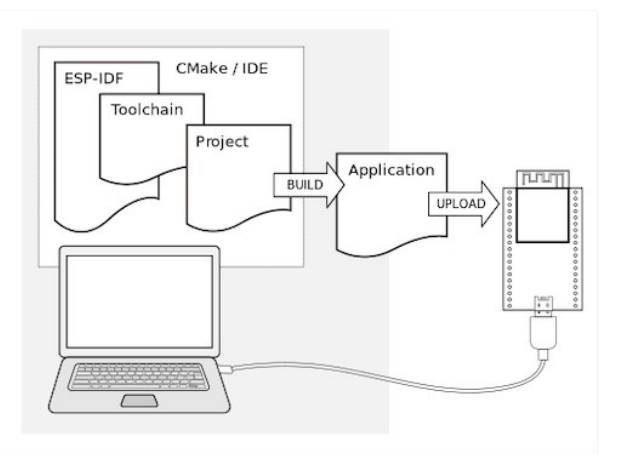 ESP-IDF
CMake / IDE
Toolchain
Project
BUILD
Application
UPLOAD